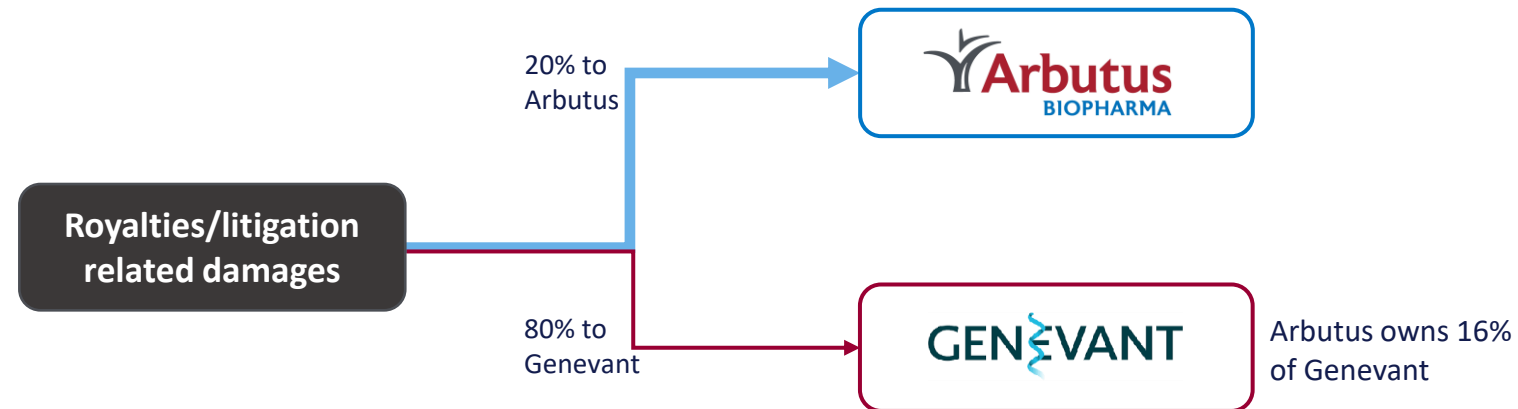 20% to
Arbutus
Arbutus
BIOPHARMA
Royalties/litigation
related damages
80% to
Genevant
GENEVANT
Arbutus owns 16%
of Genevant